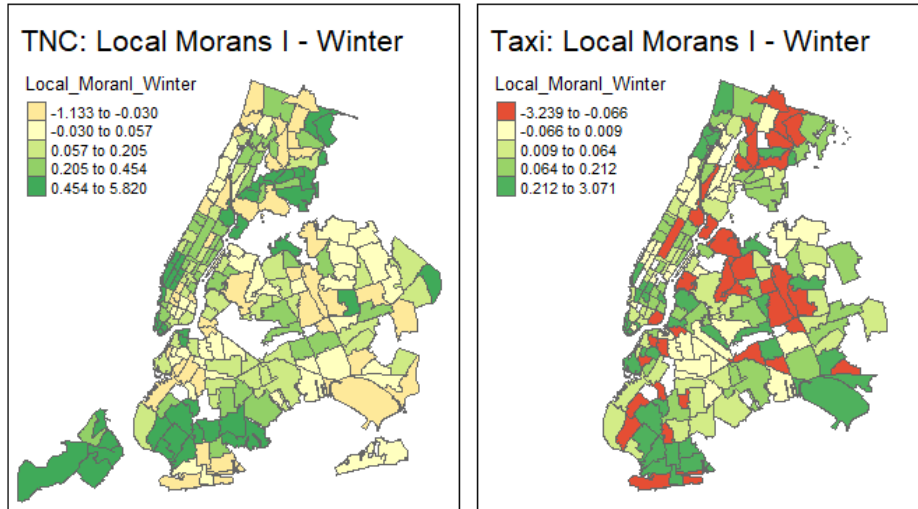 TNC: Local Morans I - Winter
Local_MoranI_Winter
-1.133 to -0.030
-0.030 to 0.057
0.057 to 0.205
0.205 to 0.454
0.454 to 5.820
Taxi: Local Morans I - Winter
Local_MoranI_Winter
-3.239 to -0.066
-0.066 to 0.009
0.009 to 0.064
0.064 to 0.212
0.212 to 3.071